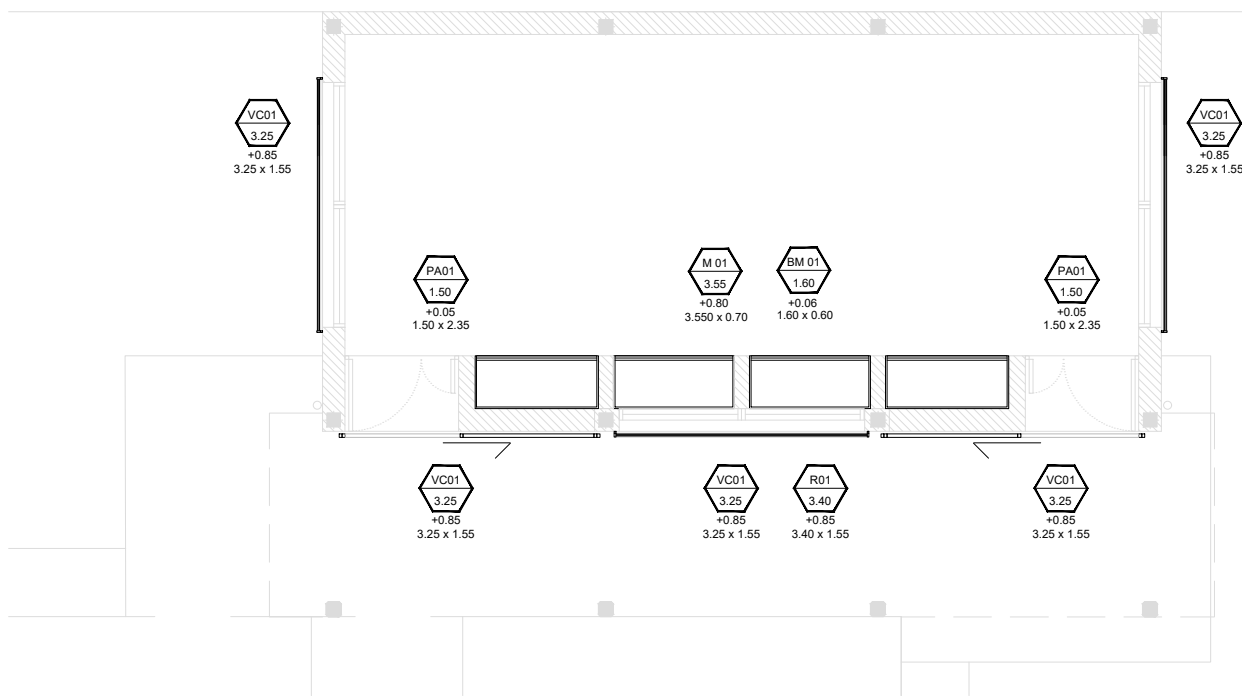 VC01
3.25
+0.85
3.25 x 1.55
VC01
3.25
+0.85
3.25 x 1.55
PA01
1.50
+0.05
1.50 x 2.35
M 01
3.55
+0.80
3.550 x 0.70
BM 01
1.60
+0.06
1.60 x 0.60
PA01
1.50
+0.05
1.50 x 2.35
VC01
3.25
+0.85
3.25 x 1.55
VC01
3.25
+0.85
3.25 x 1.55
R01
3.40
+0.85
3.40 x 1.55
VC01
3.25
+0.85
3.25 x 1.55